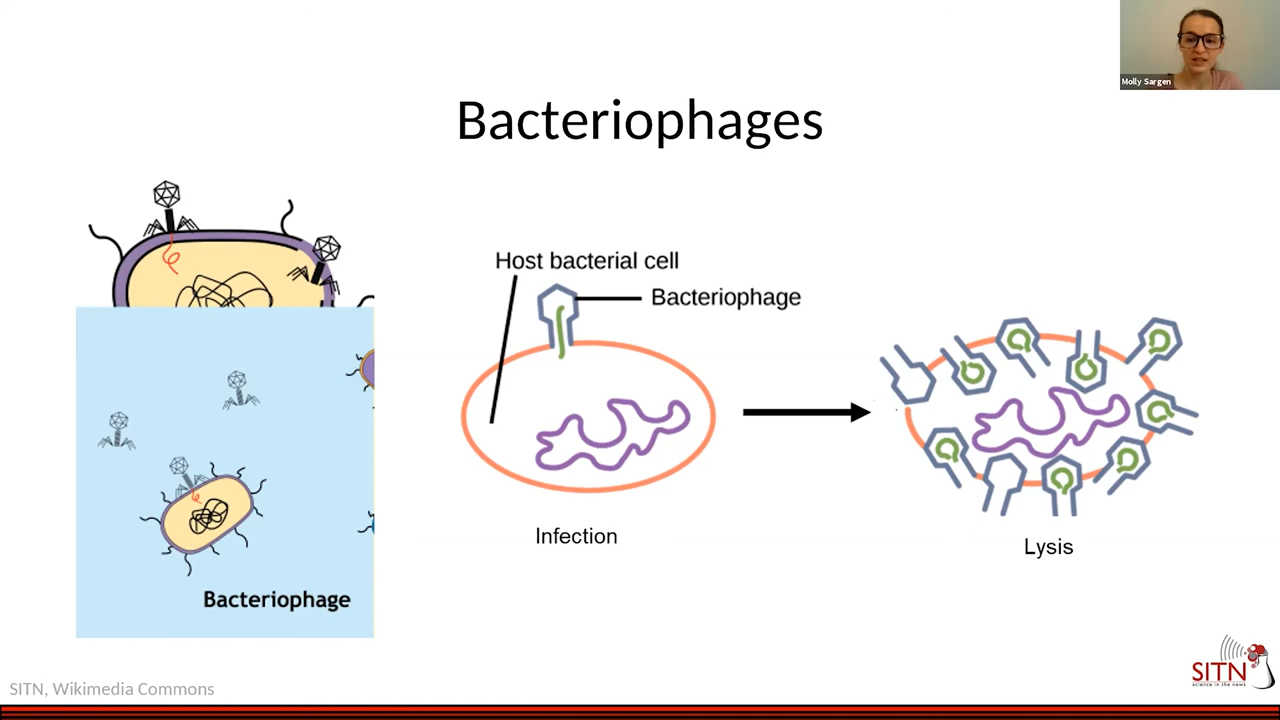 Molly Sargen
Bacteriophages
Host bacterial cell
Bacteriophage
Infection
Lysis
Bacteriophage
SITN, Wikimedia Commons
SITN
science in the news